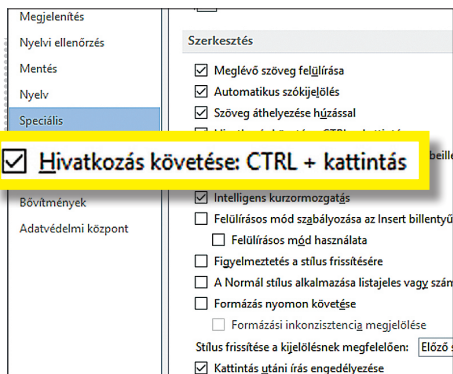 Megjelenítés
Nyelvi ellenőrzés
Mentés
Nyelv
Speciális
Bővítmények
Adatvédelmi központ
Szerkesztés
Meglévő szöveg felülírása
Automatikus szókijelölés
Szöveg áthelyezése húzással
Hivatkozás követése: CTRL + kattintás
Intelligens kurzormozgatás
Felülírásos mód szabályozása az Insert billentyű
Felülírásos mód használata
Figyelmeztetés a stílus frissítésére
A Normál stílus alkalmazása listajeles vagy szám
Formázás nyomon követése
Formázási inkonzisztencia megjelölése
Stílus frissítése a kijelölésnek megfelelően: Előző s
Kattintás utáni írás engedélyezése